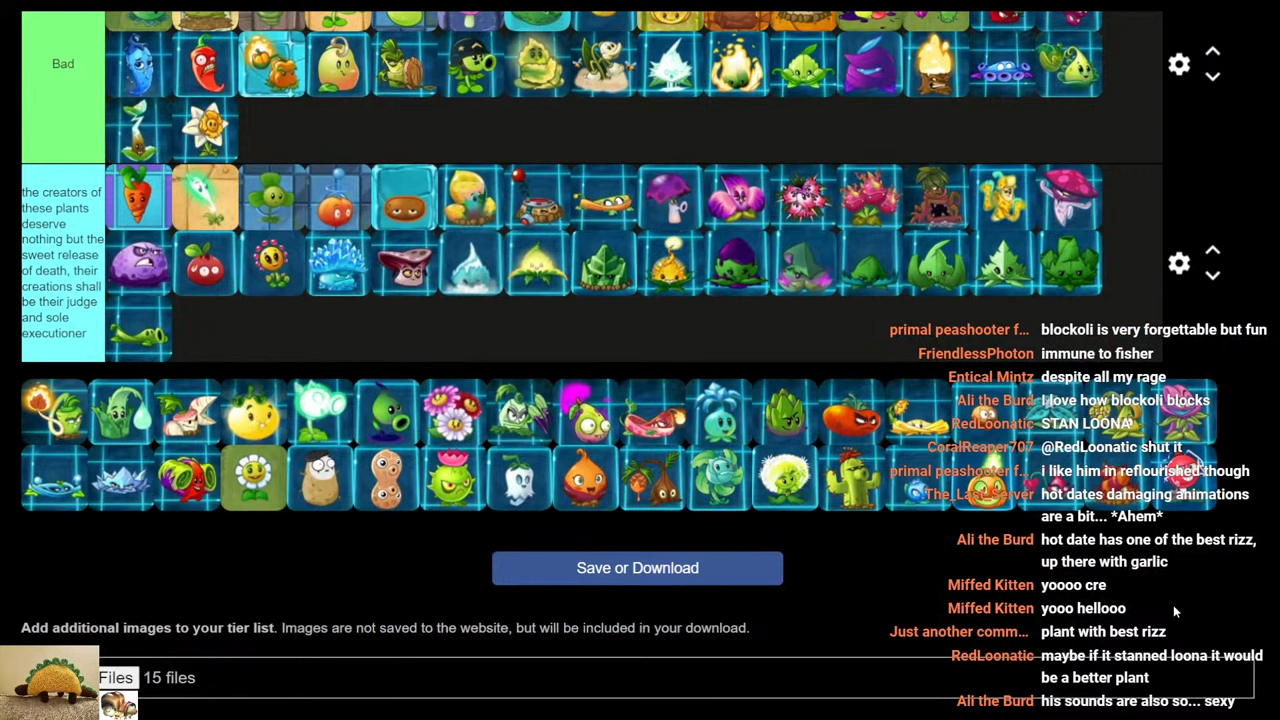 Bad
the creators of
these plants
deserve
nothing but the
sweet release
of death, their
creations shall
be their judge
and sole
executioner
primal peashooter f... blockoli is very forgettable but fun
FriendlessPhoton immune to fisher
Entical Mintz despite all my rage
Ali the Burd I love how blockoli blocks
RedLoonatic STAN LOONA
CoralReaper707 @RedLoonatic shut it
primal peashooter f... i like him in reflourished though
The_Last_Server hot dates damaging animations
are a bit... *Ahem*
Ali the Burd hot date has one of the best rizz,
up there with garlic
Miffed Kitten yoooo cre
Miffed Kitten yooo hellooo
Just another comm... plant with best rizz
RedLoonatic maybe if it stanned loona it would
be a better plant
Ali the Burd his sounds are also so... sexy
Save or Download
Add additional images to your tier list. Images are not saved to the website, but will be included in your download.
Files 15 files